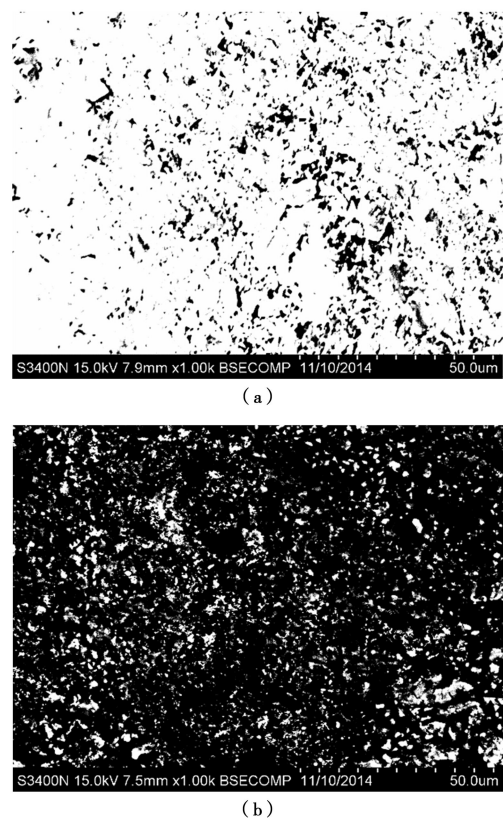 S3400N 15.0kV 7.9mm x1.00k BSECOMP 11/10/2014 50.0um
(a)
S3400N 15.0kV 7.5mm x1.00k BSECOMP 11/10/2014 50.0um
(b)